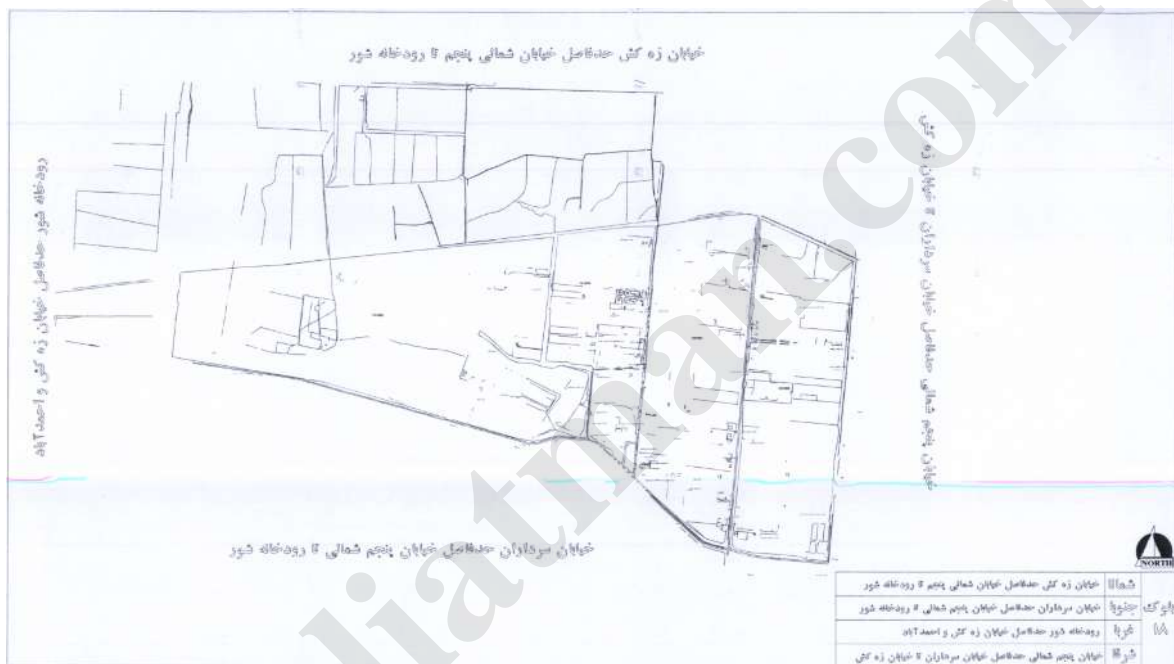 خیابان زه کش حدفاصل خیابان شمالی پنجم تا رودخانه شور
رودخانه شور حدفاصل خیابان زه کش و احمدآباد
خیابان پنجم شمالی حدفاصل خیابان سرداران تا خیابان زه کش
خیابان سرداران حدفاصل خیابان پنجم شمالی تا رودخانه شور
NORTH
بلوک ۱۸
شمالا خیابان زه کش حدفاصل خیابان شمالی پنجم تا رودخانه شور
جنوبا خیابان سرداران حدفاصل خیابان پنجم شمالی تا رودخانه شور
غربا رودخانه شور حدفاصل خیابان زه کش و احمدآباد
شرقا خیابان پنجم شمالی حدفاصل خیابان سرداران تا خیابان زه کش
liatman.com